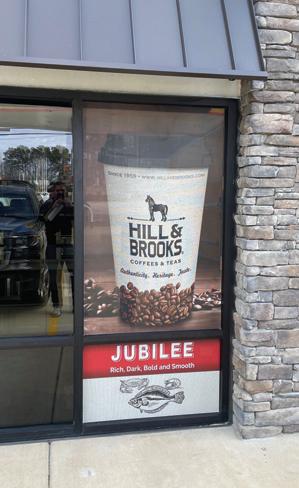 SINCE 1959 • WWW.HILLANDBROOKS.COM
HILL &
BROOKS
COFFEES & TEAS
Authenticity. Heritage. Taste.
JUBILEE
Rich, Dark, Bold and Smooth